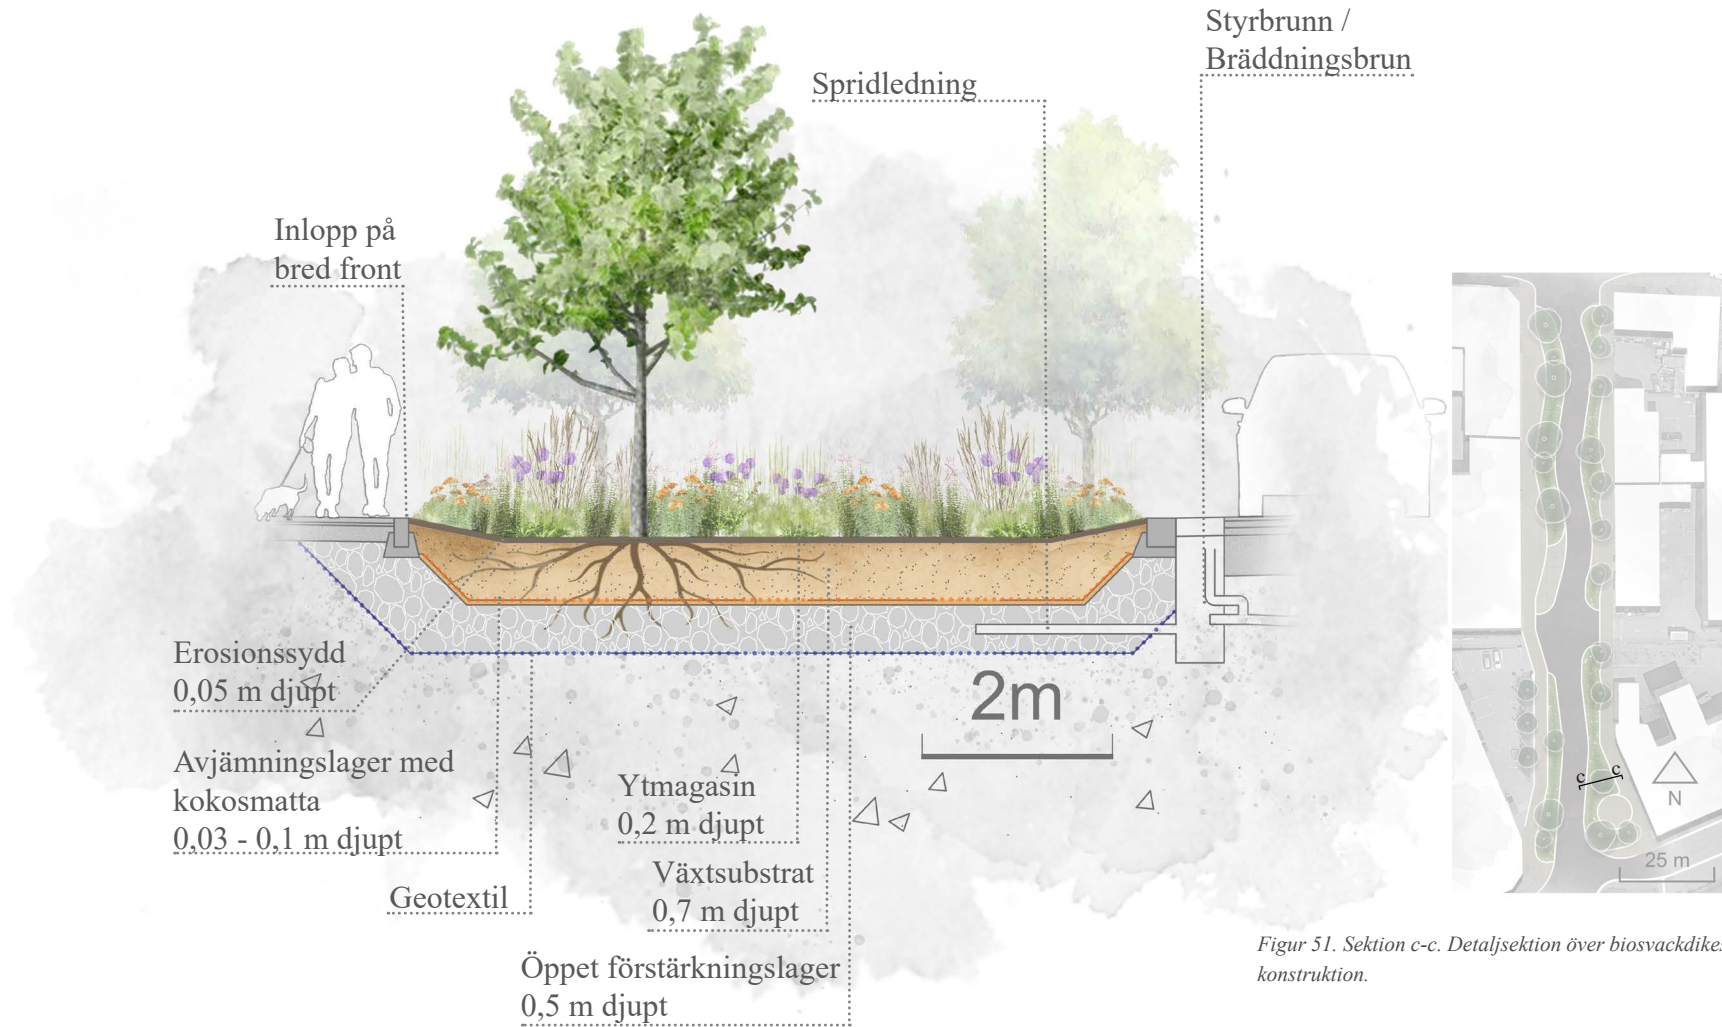 Styrbrunn /
Bräddningsbrun
Spridledning
Inlopp på
bred front
Erosionssydd
0,05 m djupt
Avjämningslager med
kokosmatta
0,03 - 0,1 m djupt
Geotextil
Ytmagasin
0,2 m djupt
Växtsubstrat
0,7 m djupt
Öppet förstärkningslager
0,5 m djupt
2m
c c
N
25 m
Figur 51. Sektion c-c. Detaljsektion över biosvackdike.
konstruktion.